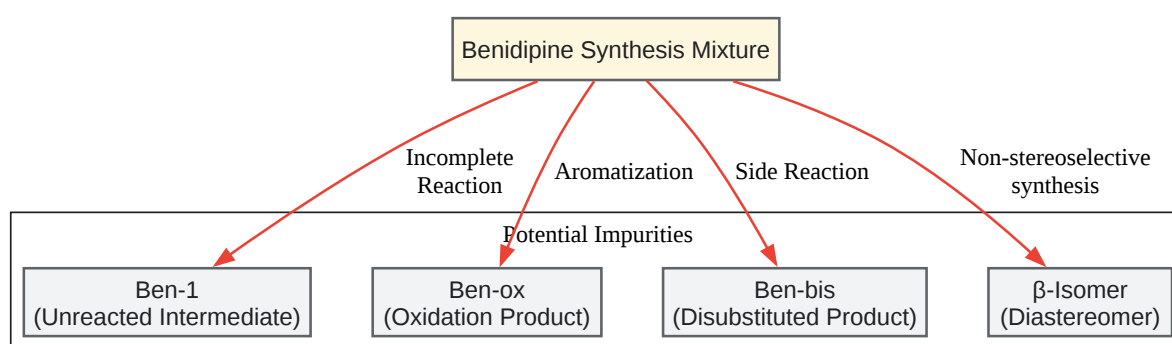 Benidipine Synthesis Mixture
Incomplete
Reaction
Aromatization
Side Reaction
Non-stereoselective
synthesis
Potential Impurities
Ben-1
(Unreacted Intermediate)
Ben-ox
(Oxidation Product)
Ben-bis
(Disubstituted Product)
β-Isomer
(Diastereomer)